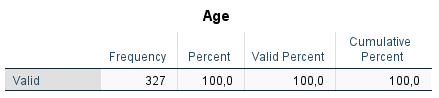 Age
Frequency Percent Valid Percent Cumulative Percent
Valid 327 100,0 100,0 100,0